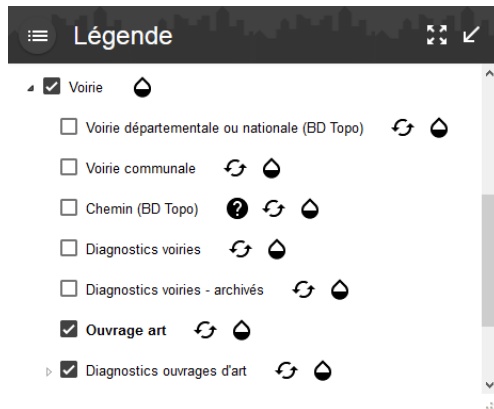 Légende
Voirie
Voirie départementale ou nationale (BD Topo)
Voirie communale
Chemin (BD Topo) ?
Diagnostics voiries
Diagnostics voiries - archivés
Ouvrage art
Diagnostics ouvrages d'art